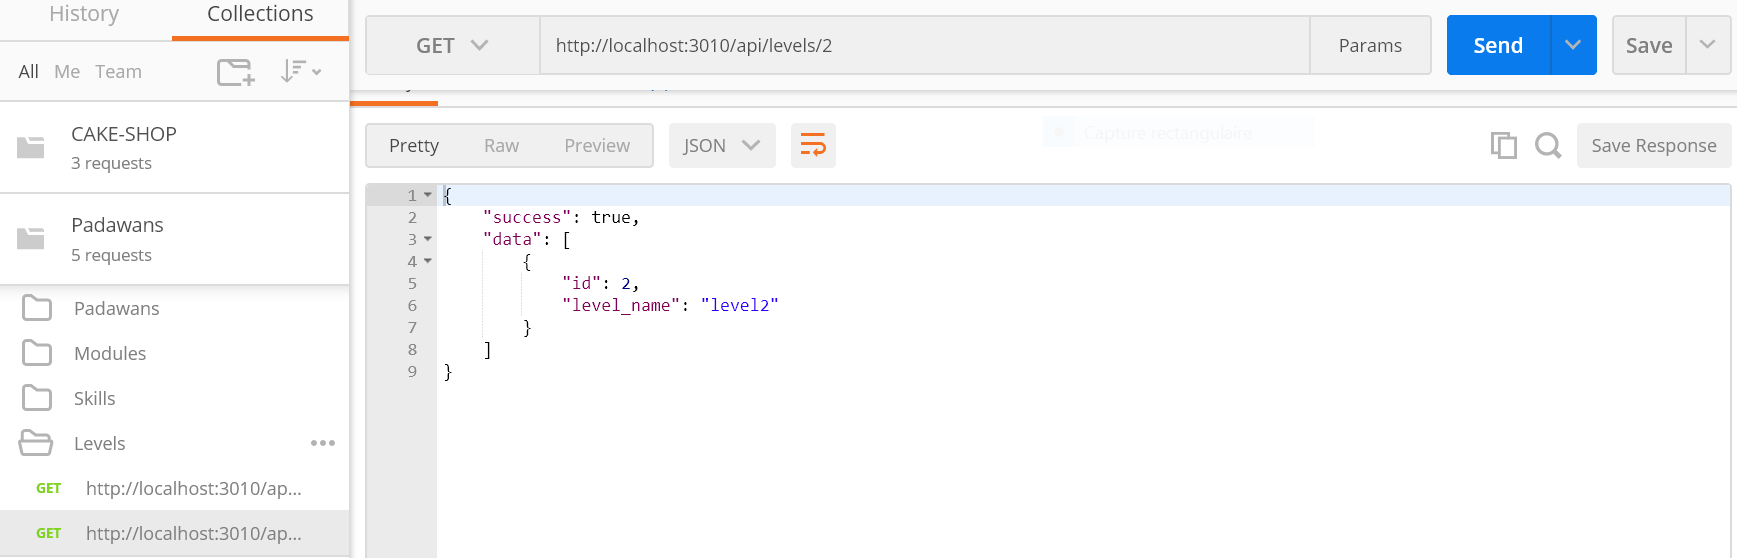 History Collections
All Me Team
CAKE-SHOP
3 requests
Padawans
5 requests
Padawans
Modules
Skills
Levels
GET http://localhost:3010/ap...
GET http://localhost:3010/ap...
GET http://localhost:3010/api/levels/2 Params Send Save
Pretty Raw Preview JSON Capture rectangulaire Save Response
1 {
2 "success": true,
3 "data": [
4 {
5 "id": 2,
6 "level_name": "level2"
7 }
8 ]
9 }